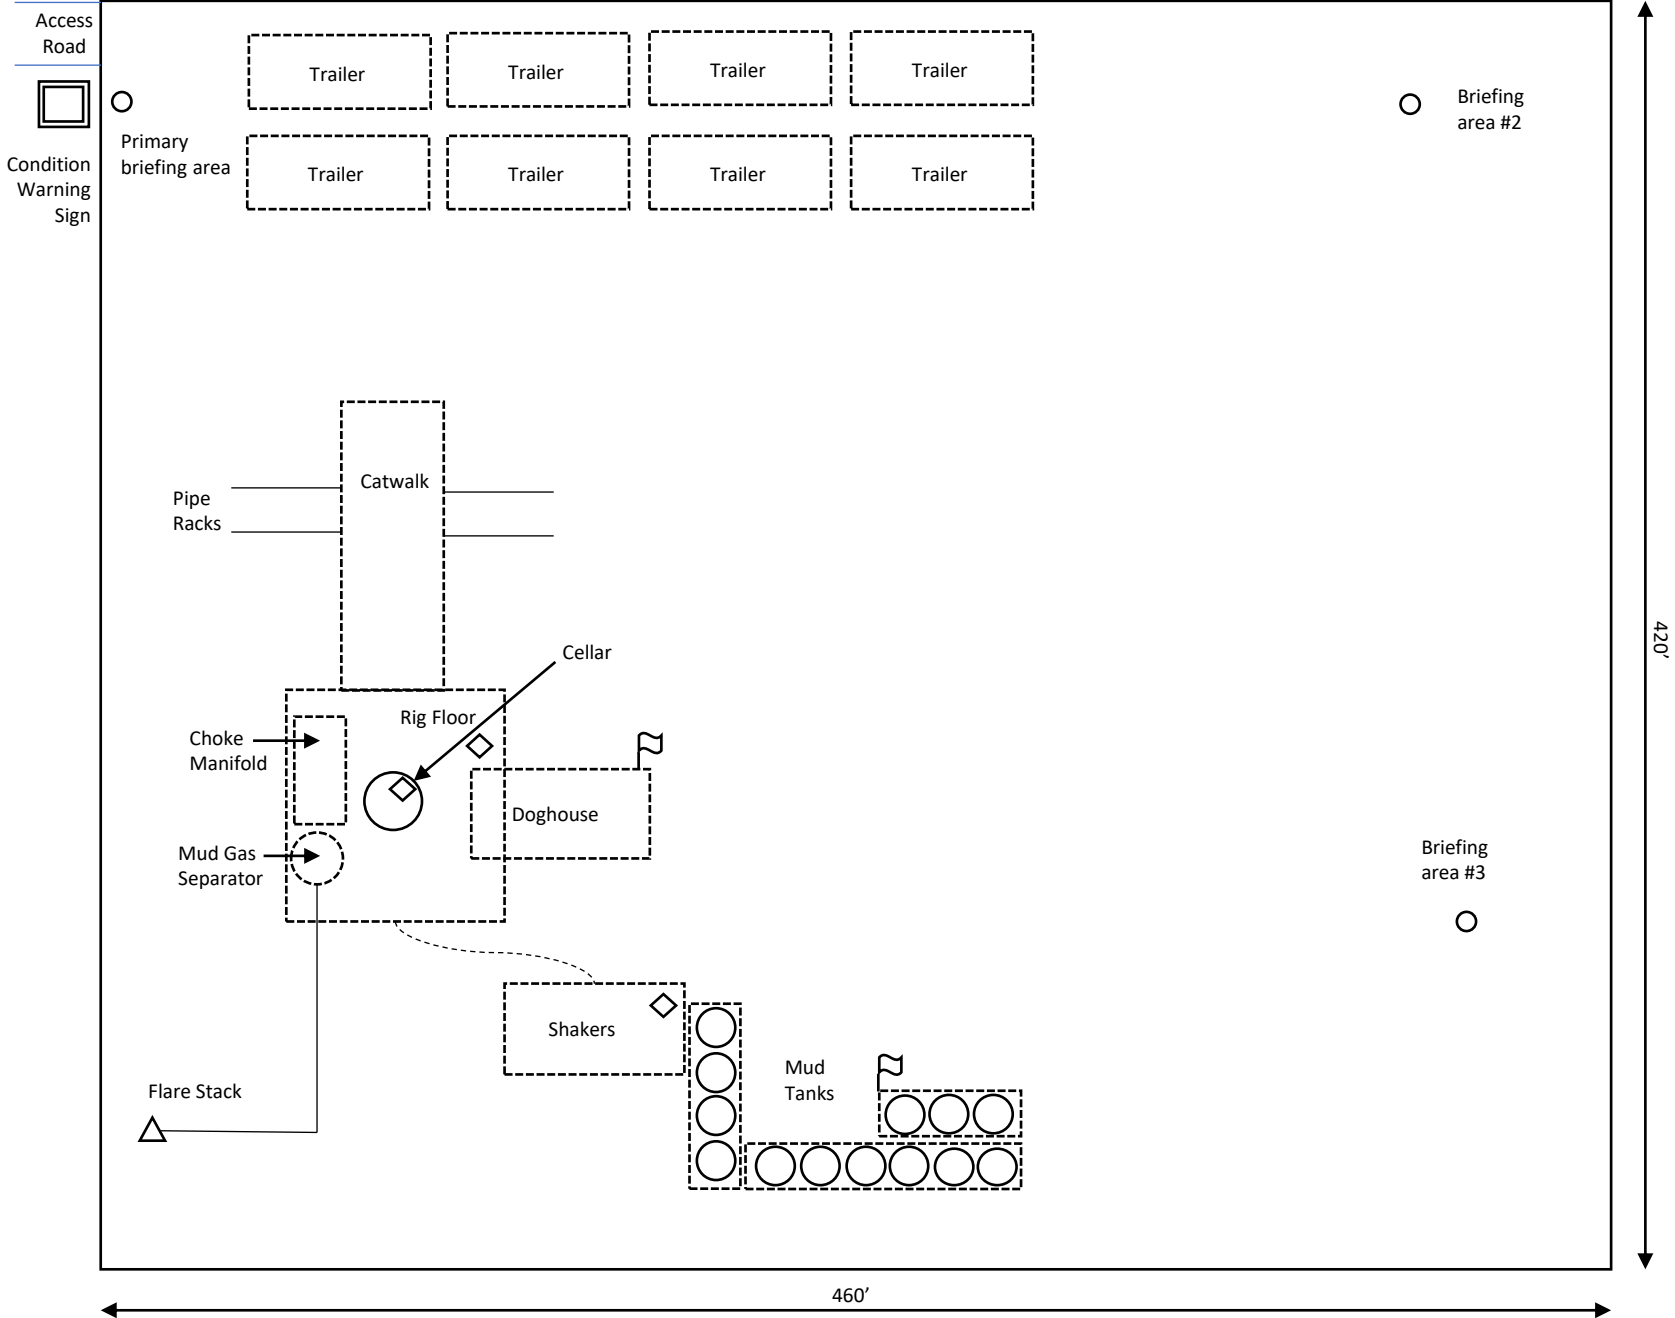 Access
Road
Trailer
Trailer
Trailer
Trailer
Briefing
area #2
Primary
briefing area
Condition
Warning
Sign
Trailer
Trailer
Trailer
Trailer
Catwalk
Pipe
Racks
Cellar
420’
Rig Floor
Choke
Manifold
Doghouse
Mud Gas
Separator
Briefing
area #3
Shakers
Mud
Tanks
Flare Stack
460’